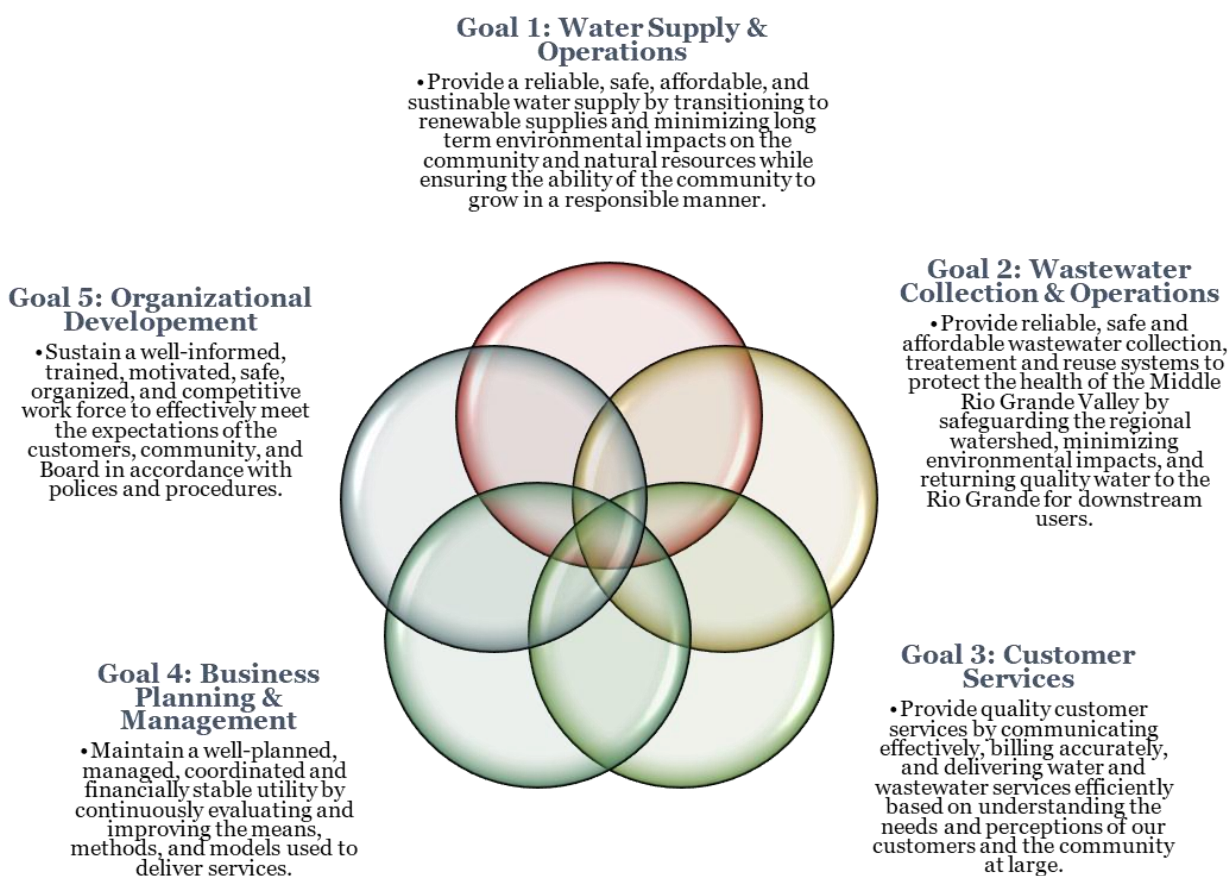 Goal 1: Water Supply &
Operations
•Provide a reliable, safe, affordable, and
sustinable water supply by transitioning to
renewable supplies and minimizing long
term environmental impacts on the
community and natural resources while
ensuring the ability of the community to
grow in a responsible manner.
Goal 2: Wastewater
Collection & Operations
•Provide reliable, safe and
affordable wastewater collection,
treatement and reuse systems to
protect the health of the Middle
Rio Grande Valley by
safeguarding the regional
watershed, minimizing
environmental impacts, and
returning quality water to the
Rio Grande for downstream
users.
Goal 3: Customer
Services
•Provide quality customer
services by communicating
effectively, billing accurately,
and delivering water and
wastewater services efficiently
based on understanding the
needs and perceptions of our
customers and the community
at large.
Goal 4: Business
Planning &
Management
•Maintain a well-planned,
managed, coordinated and
financially stable utility by
continuously evaluating and
improving the means,
methods, and models used to
deliver services.
Goal 5: Organizational
Developement
•Sustain a well-informed,
trained, motivated, safe,
organized, and competitive
work force to effectively meet
the expectations of the
customers, community, and
Board in accordance with
polices and procedures.